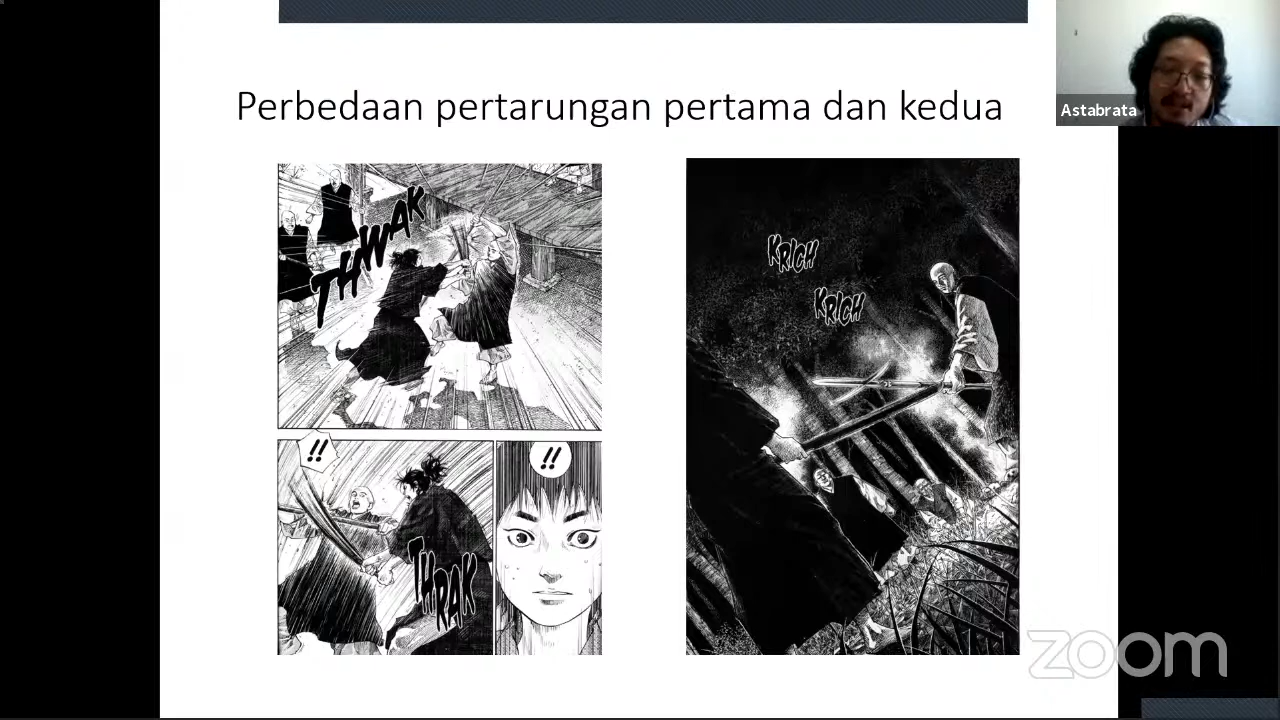 Perbedaan pertarungan pertama dan kedua
Astabrata
THWAK
!!
THRAK
!!
KRICH
KRICH
zoom